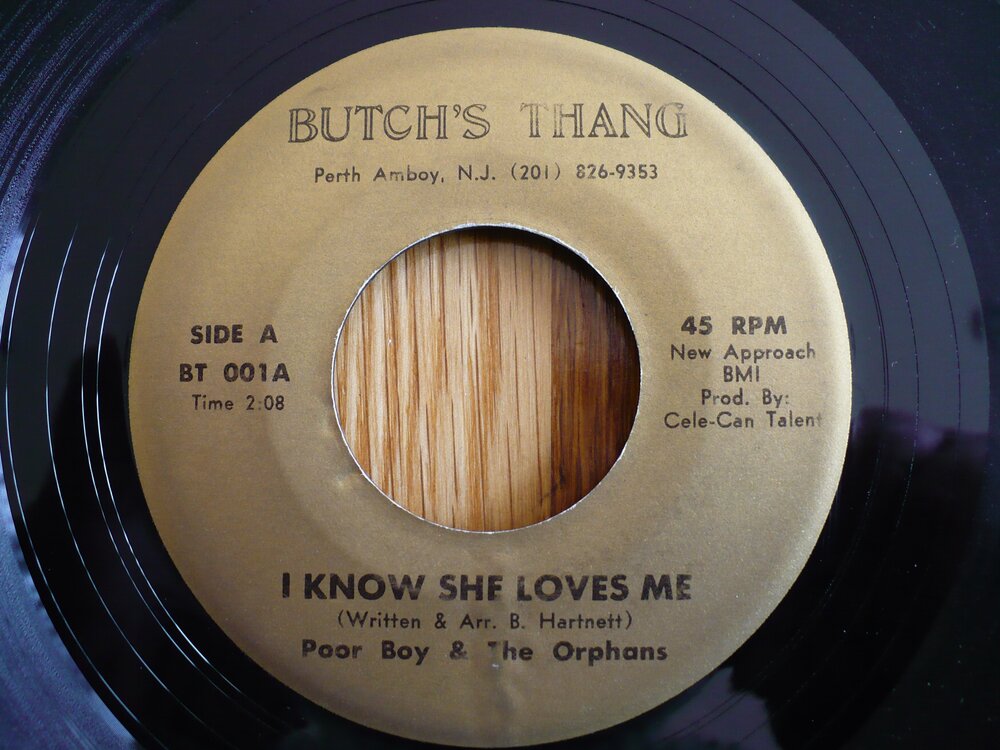 BUTCH'S THANG
Perth Amboy, N.J. (201) 826-9353
SIDE A
BT 001A
Time 2:08
45 RPM
New Approach
BMI
Prod. By:
Cele-Can Talent
I KNOW SHE LOVES ME
(Written & Arr. B. Hartnett)
Poor Boy & The Orphans